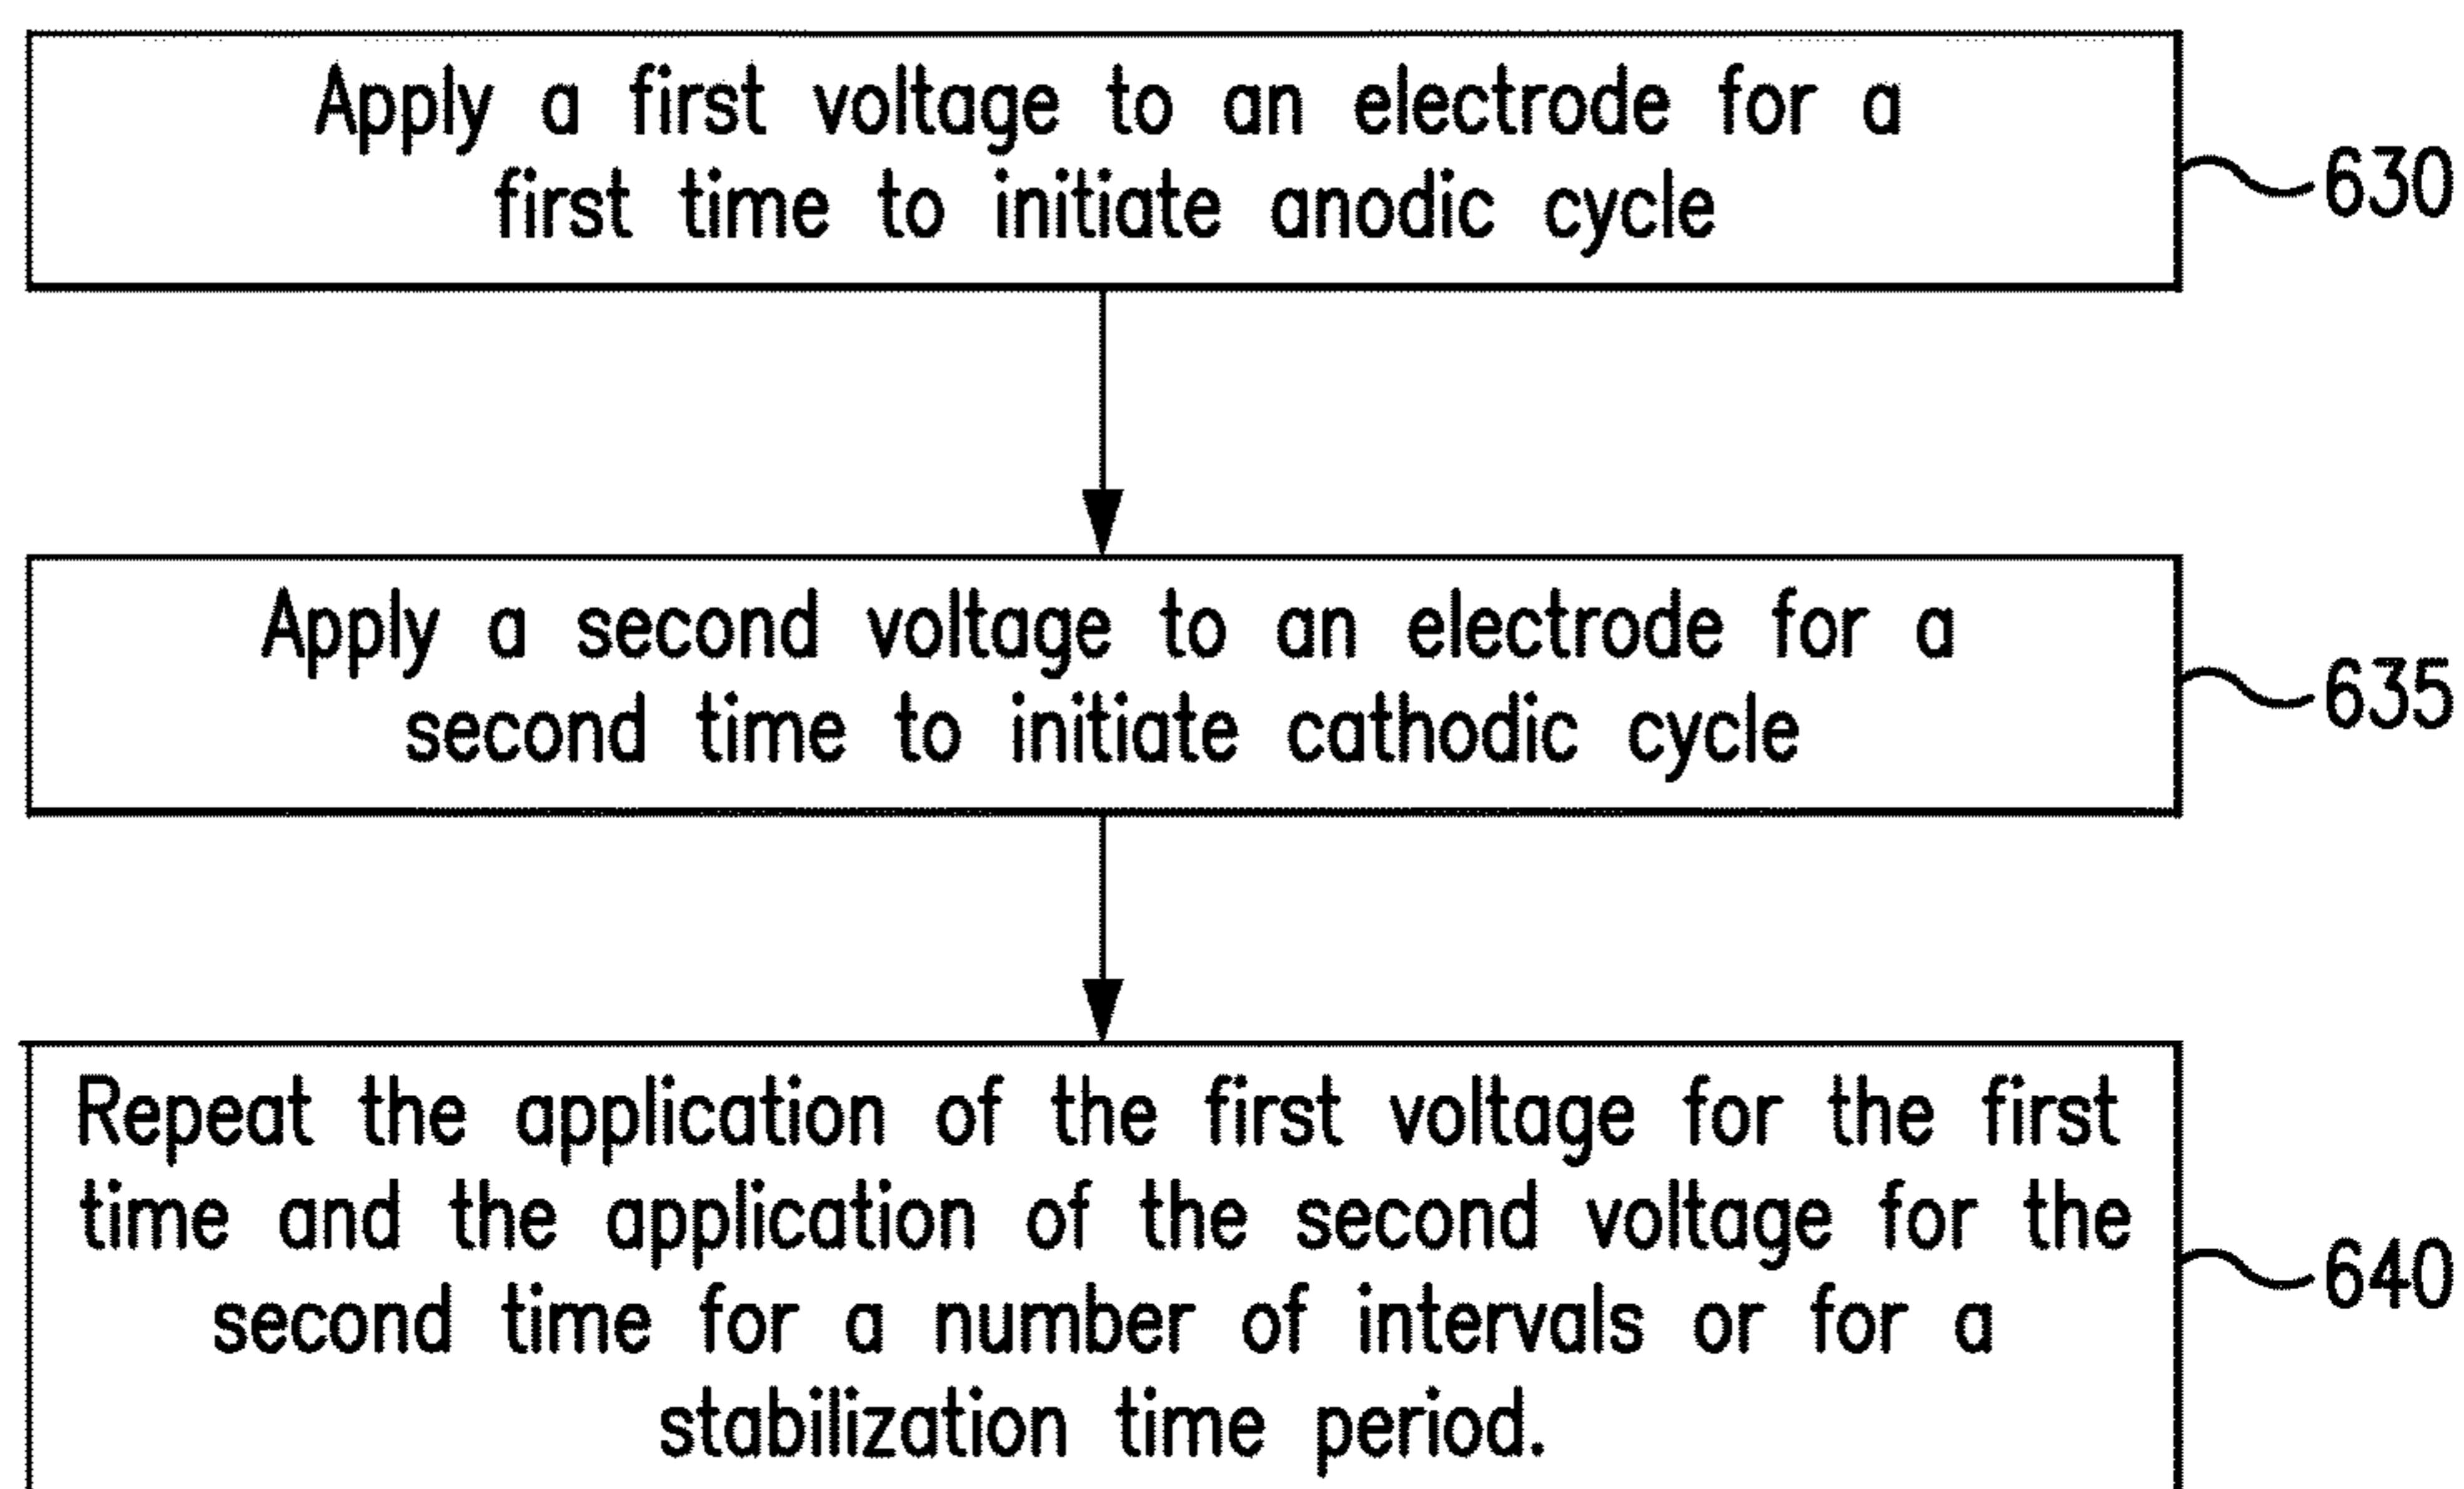 Apply a first voltage to an electrode for a
first time to initiate anodic cycle
630
Apply a second voltage to an electrode for a
second time to initiate cathodic cycle
635
Repeat the application of the first voltage for the first
time and the application of the second voltage for the
second time for a number of intervals or for a
stabilization time period.
640